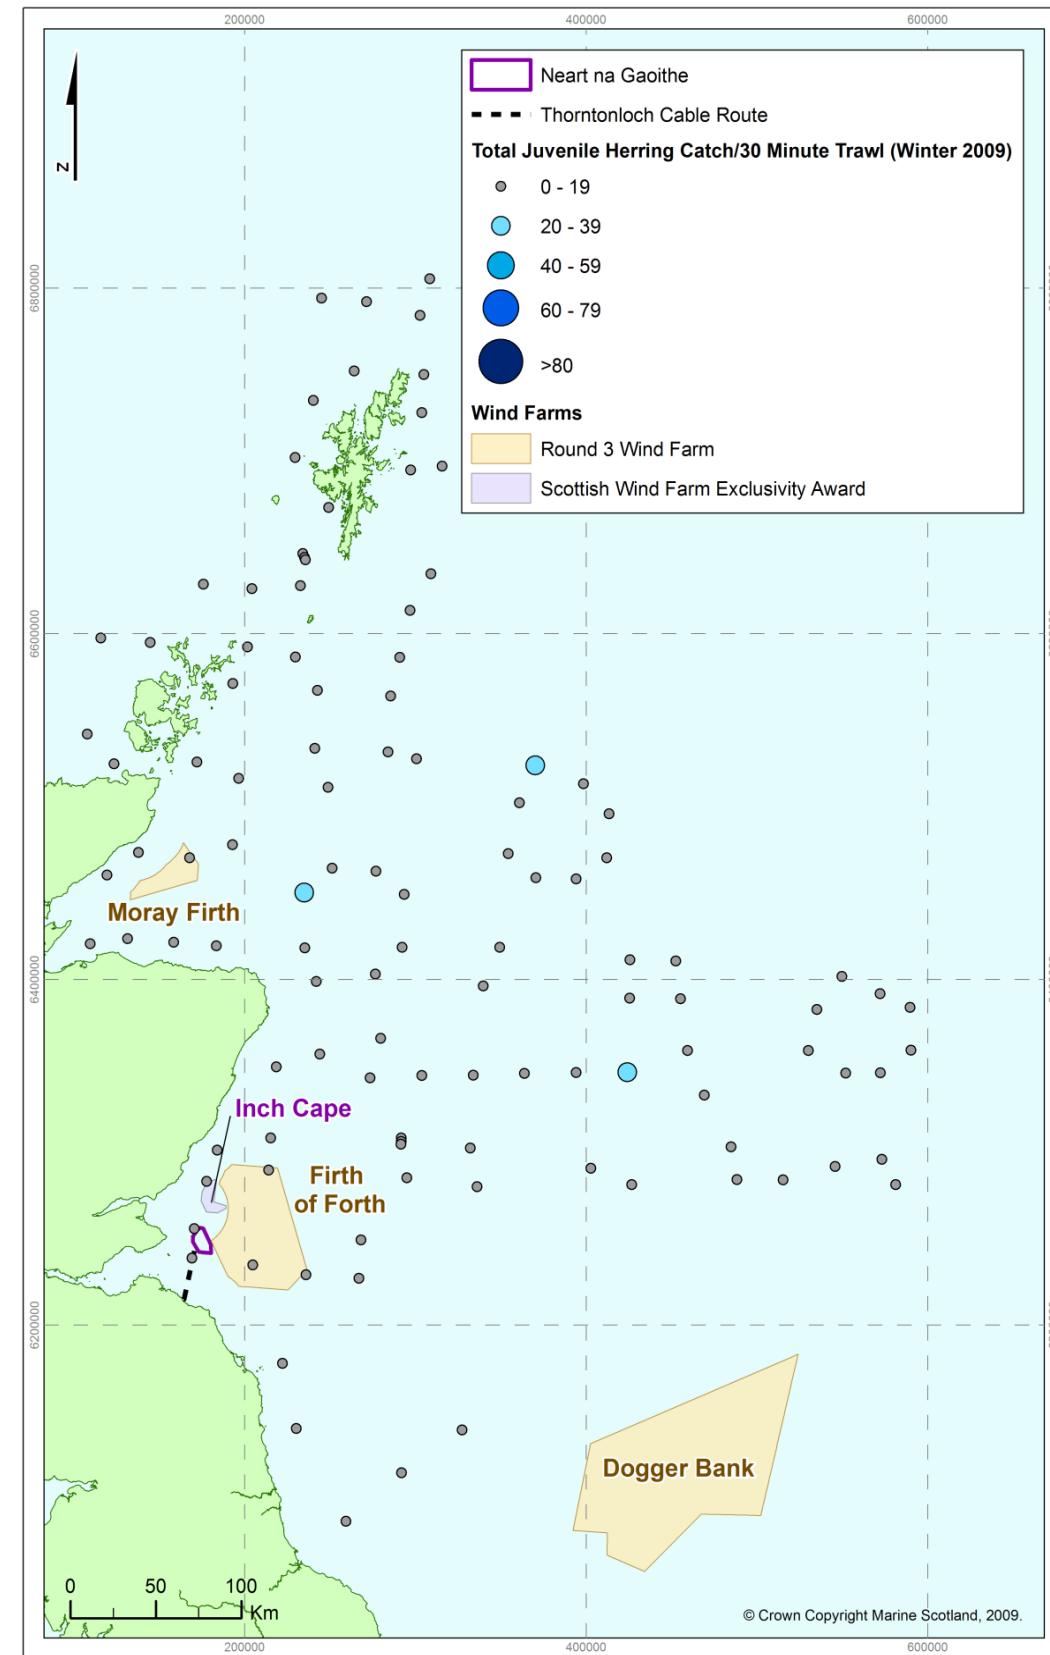 200000
400000
600000
N
Neart na Gaoithe
Thorntonloch Cable Route
Total Juvenile Herring Catch/30 Minute Trawl (Winter 2009)
0 - 19
20 - 39
40 - 59
60 - 79
>80
Wind Farms
Round 3 Wind Farm
Scottish Wind Farm Exclusivity Award
6800000
6600000
Moray Firth
6400000
Inch Cape
Firth
of Forth
6200000
Dogger Bank
0
50
100
Km
© Crown Copyright Marine Scotland, 2009.
200000
400000
600000